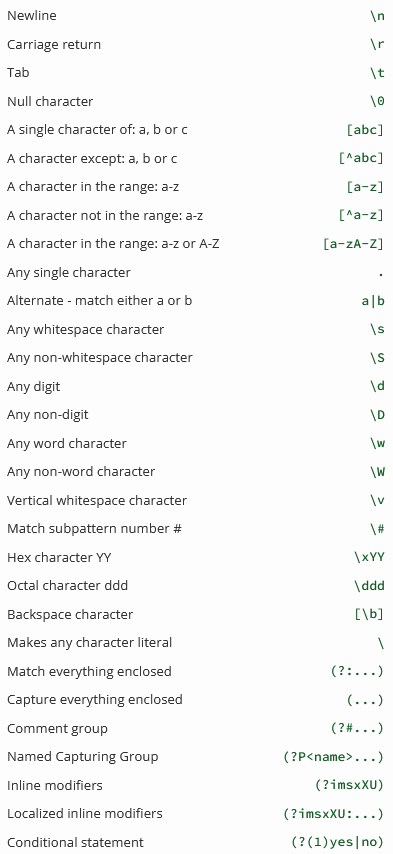 Newline \n
Carriage return \r
Tab \t
Null character \0
A single character of: a, b or c [abc]
A character except: a, b or c [^abc]
A character in the range: a-z [a-z]
A character not in the range: a-z [^a-z]
A character in the range: a-z or A-Z [a-zA-Z]
Any single character .
Alternate - match either a or b a|b
Any whitespace character \s
Any non-whitespace character \S
Any digit \d
Any non-digit \D
Any word character \w
Any non-word character \W
Vertical whitespace character \v
Match subpattern number # \#
Hex character YY \xYY
Octal character ddd \ddd
Backspace character [\b]
Makes any character literal \
Match everything enclosed (?:...)
Capture everything enclosed (...)
Comment group (?#...)
Named Capturing Group (?P<name>...)
Inline modifiers (?imsxXU)
Localized inline modifiers (?imsxXU:...)
Conditional statement (?(1)yes|no)